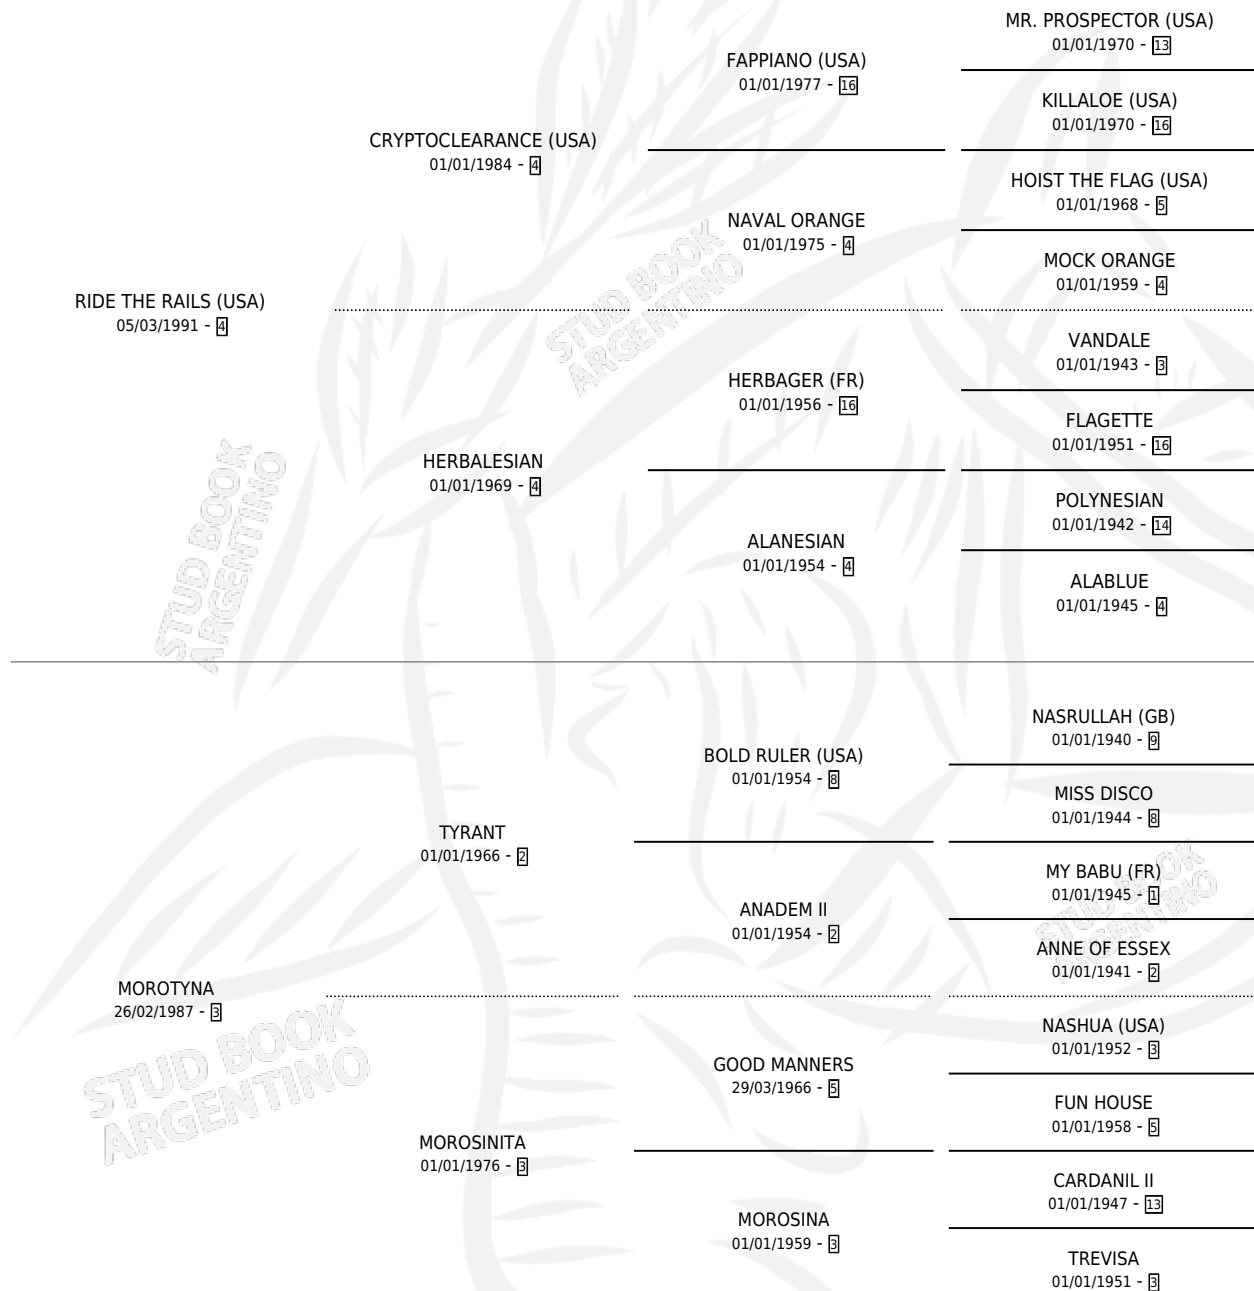 MR. PROSPECTOR (USA)
01/01/1970 - 13
FAPPIANO (USA)
01/01/1977 - 16
KILLALOE (USA)
01/01/1970 - 16
CRYPTOCLEARANCE (USA)
01/01/1984 - 4
HOIST THE FLAG (USA)
01/01/1968 - 5
NAVAL ORANGE
01/01/1975 - 4
MOCK ORANGE
01/01/1959 - 4
RIDE THE RAILS (USA)
05/03/1991 - 4
VANDALE
01/01/1943 - 3
HERBAGER (FR)
01/01/1956 - 16
FLAGETTE
01/01/1951 - 16
HERBALESIAN
01/01/1969 - 4
POLYNESIAN
01/01/1942 - 14
ALANESIAN
01/01/1954 - 4
ALABLUE
01/01/1945 - 4
NASRULLAH (GB)
01/01/1940 - 9
BOLD RULER (USA)
01/01/1954 - 8
MISS DISCO
01/01/1944 - 8
TYRANT
01/01/1966 - 2
MY BABU (FR)
01/01/1945 - 1
ANADEM II
01/01/1954 - 2
ANNE OF ESSEX
01/01/1941 - 2
MOROTYNA
26/02/1987 - 3
NASHUA (USA)
01/01/1952 - 3
GOOD MANNERS
29/03/1966 - 5
FUN HOUSE
01/01/1958 - 5
MOROSINITA
01/01/1976 - 3
CARDANIL II
01/01/1947 - 13
MOROSINA
01/01/1959 - 3
TREVISA
01/01/1951 - 3
STUD BOOK
ARGENTINO
STUD BOOK
ARGENTINO
STUD BOOK
ARGENTINO
STUD BOOK
ARGENTINO